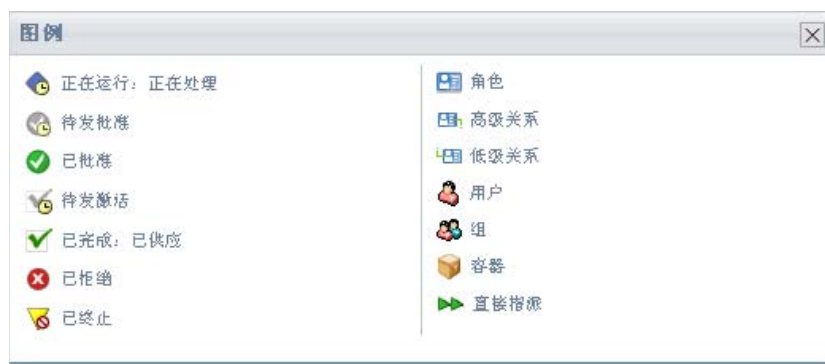 图例
正在运行：正在处理
待发批准
已批准
待发激活
已完成：已供应
已拒绝
已终止
角色
高级关系
低级关系
用户
组
容器
直接指派